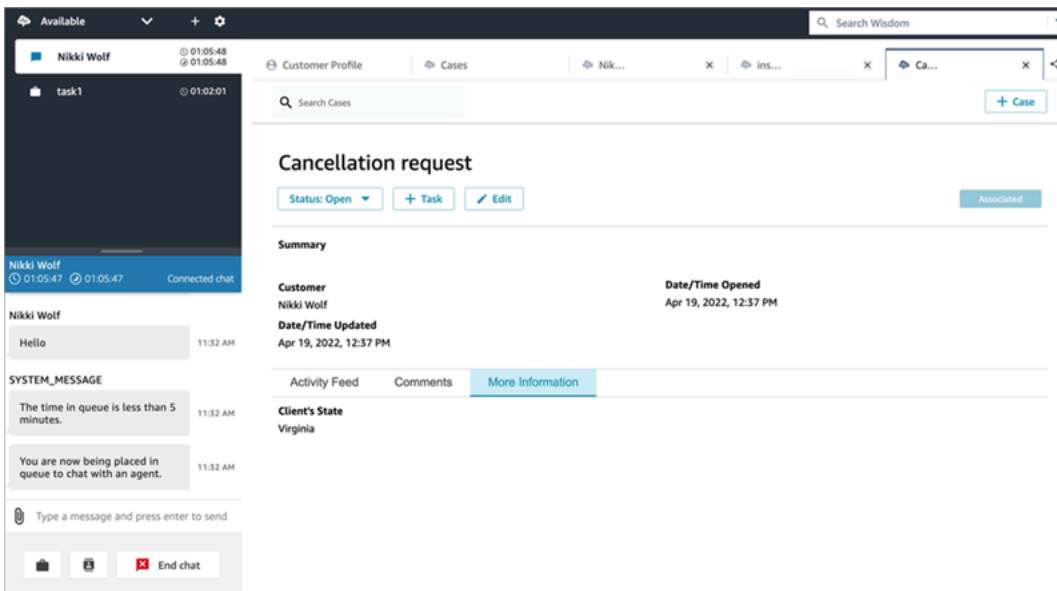 Available
Search Wisdom
Nikki Wolf
01:05:48
01:05:48
task1
01:02:01
Customer Profile
Cases
Nik...
ins...
Ca...
Search Cases
+ Case
Cancellation request
Status: Open
+ Task
Edit
Associated
Summary
Customer
Nikki Wolf
Date/Time Opened
Apr 19, 2022, 12:37 PM
Date/Time Updated
Apr 19, 2022, 12:37 PM
Activity Feed
Comments
More Information
Client's State
Virginia
Nikki Wolf
01:05:47 01:05:47 Connected chat
Nikki Wolf
Hello 11:32 AM
SYSTEM_MESSAGE
The time in queue is less than 5
minutes.
11:32 AM
You are now being placed in
queue to chat with an agent.
11:32 AM
Type a message and press enter to send
End chat